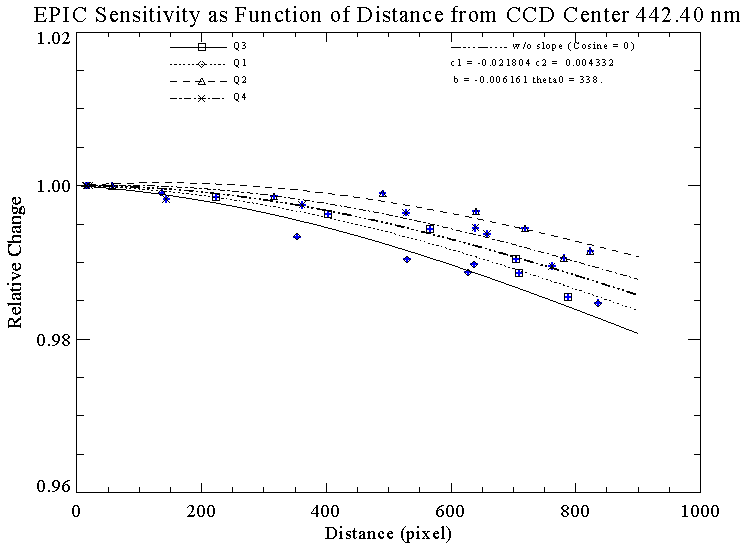 EPIC Sensitivity as Function of Distance from CCD Center 442.40 nm
1.02
Q3
w/o slope (Cosine = 0)
Q1
c1 = -0.021804 c2 = 0.004332
Q2
b = -0.006161 theta0 = 338.
Q4
1.00
Relative Change
0.98
0.96
0
200
400
600
800
1000
Distance (pixel)